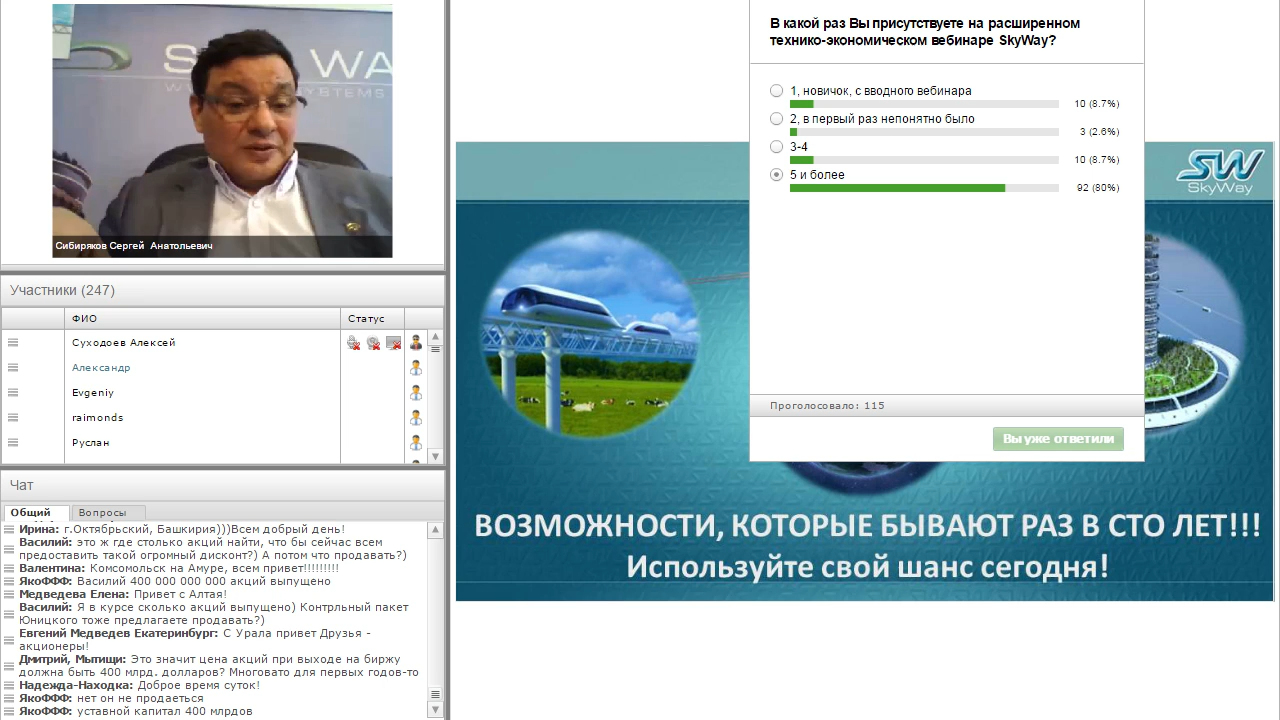 SKY WA
WWW SYSTEMS
Сибиряков Сергей Анатольевич
Участники (247)
ФИО
Статус
Суходоев Алексей
Александр
Evgeniy
raimonds
Руслан
Чат
Общий
Вопросы
Ирина: г.Октябрьский, Башкирия)))Всем добрый день!
Василий: это ж где столько акций найти, что бы сейчас всем
предоставить такой огромный дисконт?) А потом что продавать?)
Валентина: Комсомольск на Амуре, всем привет!!!!!!!!!
ЯкоФФФ: Василий 400 000 000 000 акций выпущено
Медведева Елена: Привет с Алтая!
Василий: Я в курсе сколько акций выпущено) Контрльный пакет
Юницкого тоже предлагаете продавать?)
Евгений Медведев Екатеринбург: С Урала привет Друзья -
акционеры!
Дмитрий, Мытищи: Это значит цена акций при выходе на биржу
должна быть 400 млрд. долларов? Многовато для первых годов-то
Надежда-Находка: Доброе время суток!
ЯкоФФФ: нет он не продаеться
ЯкоФФФ: уставной капитал 400 млрдов
В какой раз Вы присутствуете на расширенном
технико-экономическом вебинаре SkyWay?
1, новичок, с вводного вебинара
10 (8.7%)
2, в первый раз непонятно было
3 (2.6%)
3-4
10 (8.7%)
5 и более
92 (80%)
Проголосовало: 115
Вы уже ответили
SW
SkyWay
ВОЗМОЖНОСТИ, КОТОРЫЕ БЫВАЮТ РАЗ В СТО ЛЕТ!!!
Используйте свой шанс сегодня!